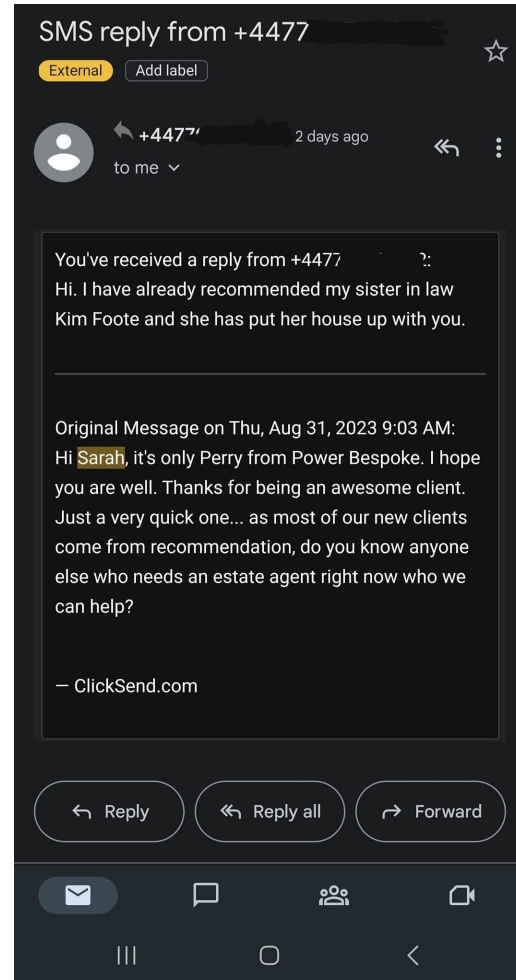 SMS reply from +4477
External Add label
+4477 2 days ago
to me
You've received a reply from +4477
Hi. I have already recommended my sister in law
Kim Foote and she has put her house up with you.
Original Message on Thu, Aug 31, 2023 9:03 AM:
Hi Sarah, it's only Perry from Power Bespoke. I hope
you are well. Thanks for being an awesome client.
Just a very quick one... as most of our new clients
come from recommendation, do you know anyone
else who needs an estate agent right now who we
can help?
— ClickSend.com
Reply Reply all Forward